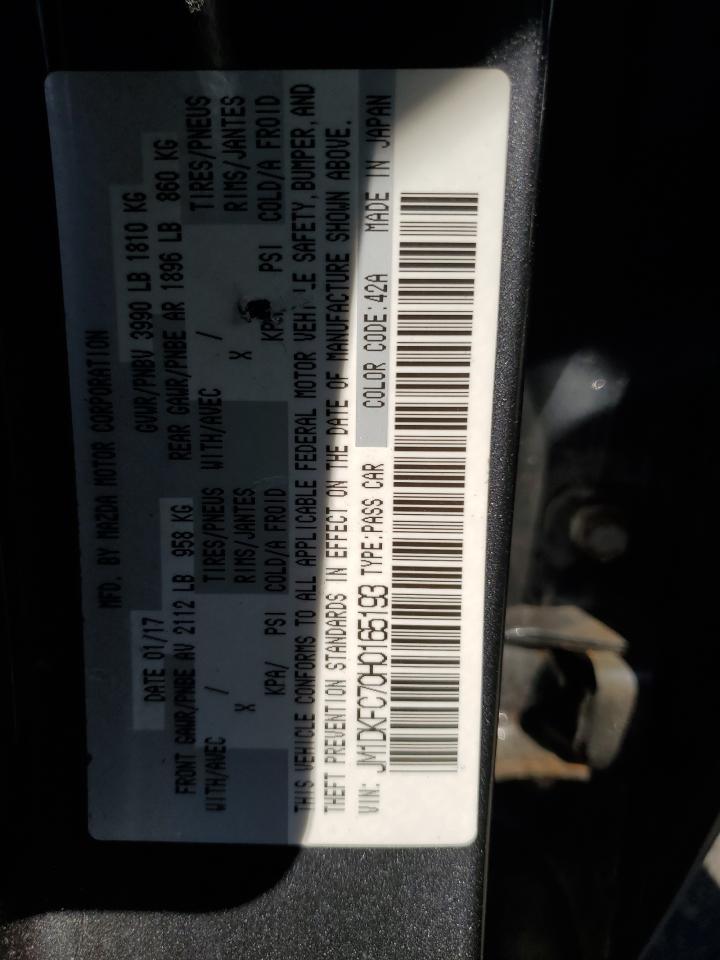 MFD. BY MAZDA MOTOR CORPORATION
DATE 01/17 GVWR/PNBV 3990 LB 1810 KG
FRONT GAWR/PNBE AV 2112 LB 958 KG REAR GAWR/PNBE AR 1896 LB 860 KG
WITH/AVEC / TIRES/PNEUS WITH/AVEC / TIRES/PNEUS
X RIMS/JANTES X RIMS/JANTES
KPA/ PSI COLD/A FROID PSI COLD/A FROID
THIS VEHICLE CONFORMS TO ALL APPLICABLE FEDERAL MOTOR SAFETY, BUMPER, AND
THEFT PREVENTION STANDARDS IN EFFECT ON THE DATE OF MANUFACTURE SHOWN ABOVE.
VIN: JM1DKFC70H0165193 TYPE:PASS CAR COLOR CODE:42A MADE IN JAPAN